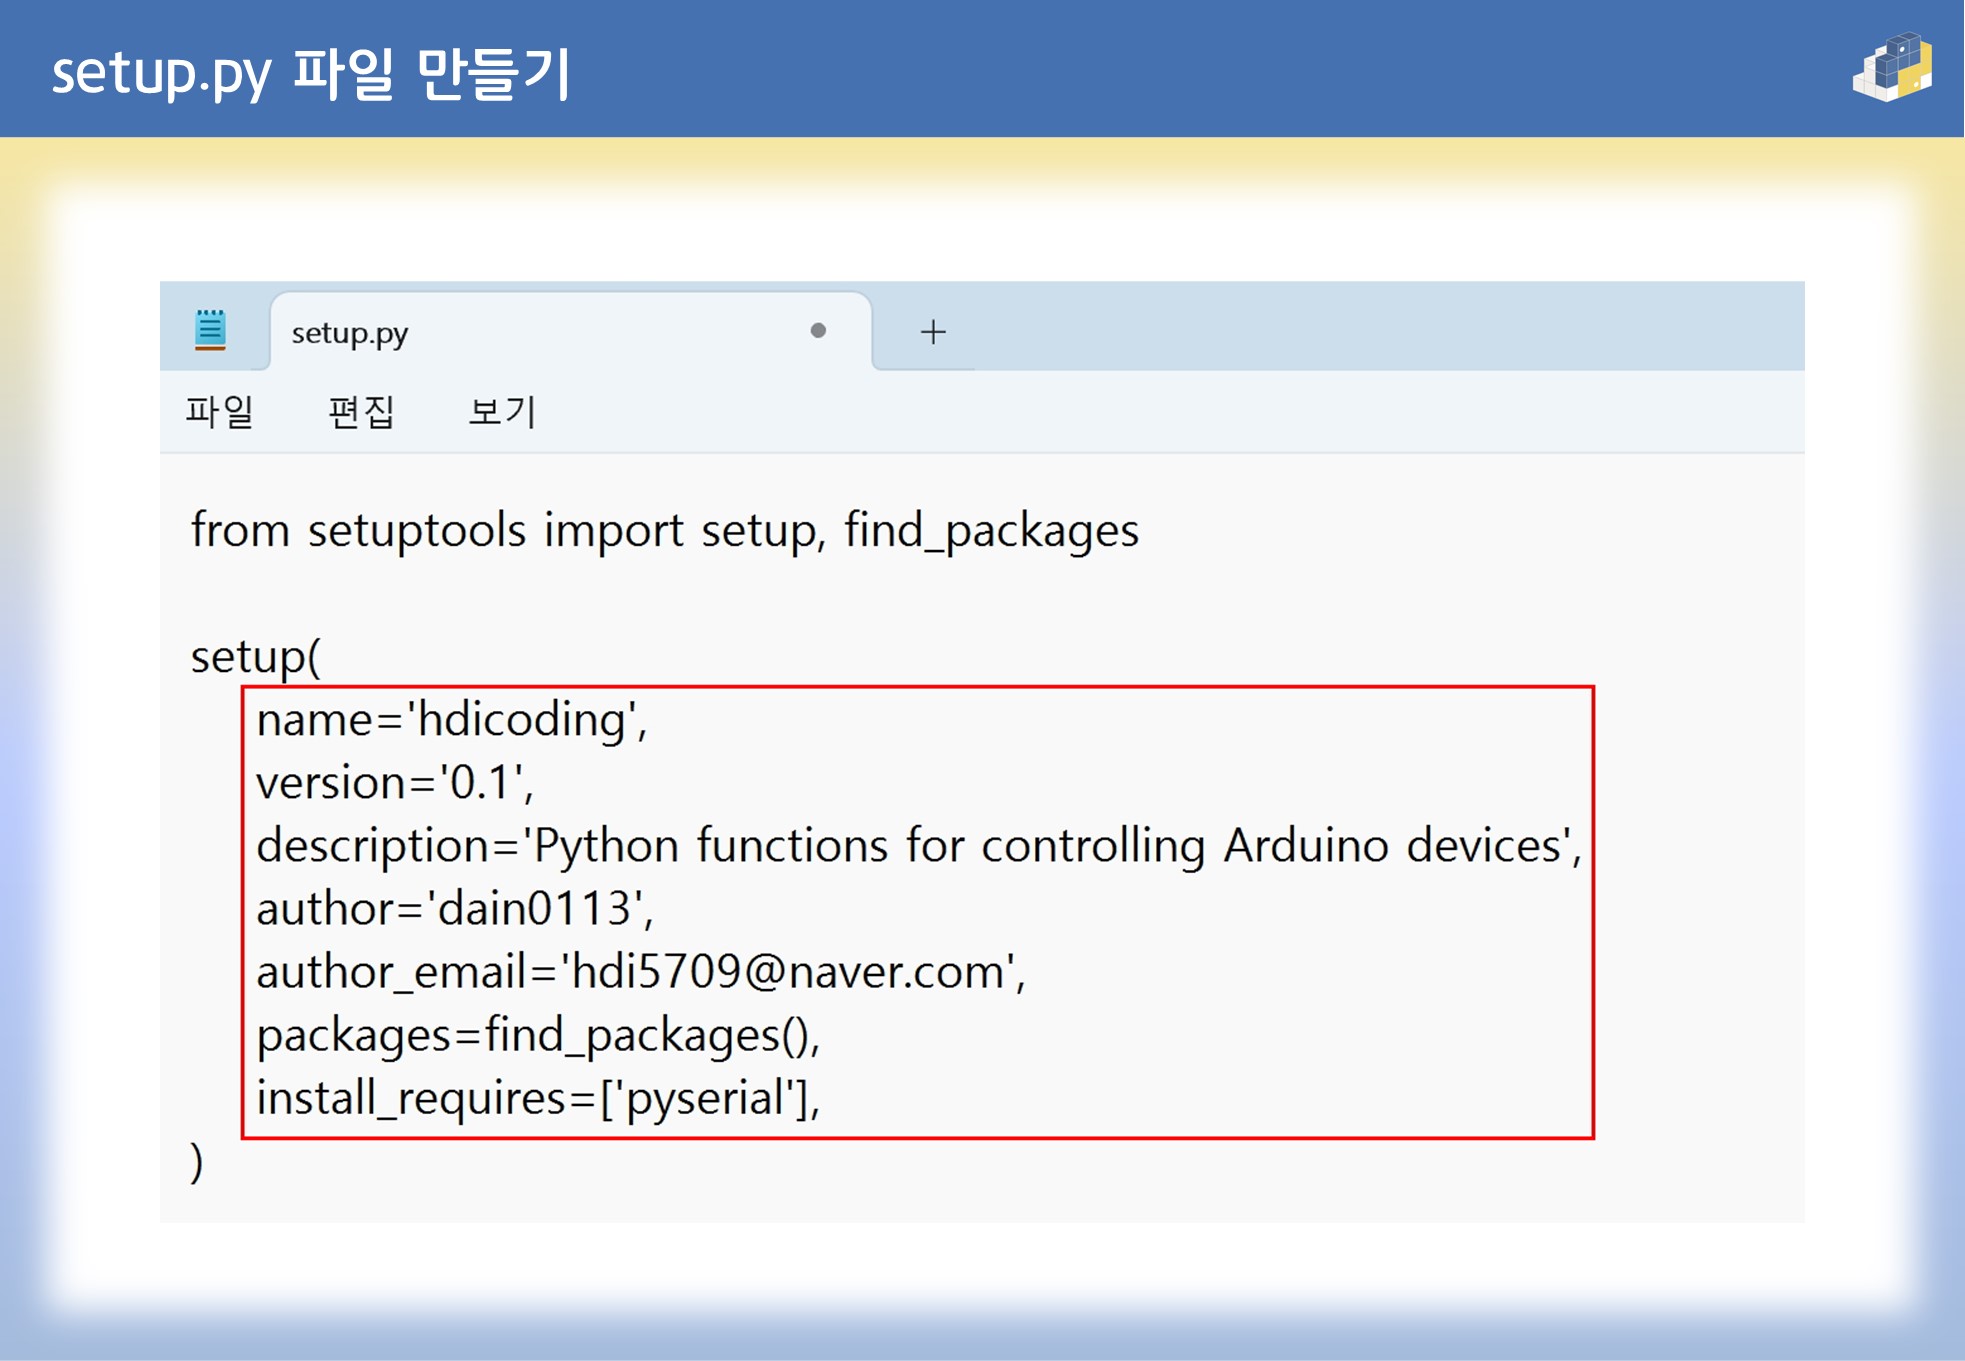 setup.py 파일 만들기
setup.py
파일 편집 보기
from setuptools import setup, find_packages
setup(
name='hdicoding',
version='0.1',
description='Python functions for controlling Arduino devices',
author='dain0113',
author_email='hdi5709@naver.com',
packages=find_packages(),
install_requires=['pyserial'],
)